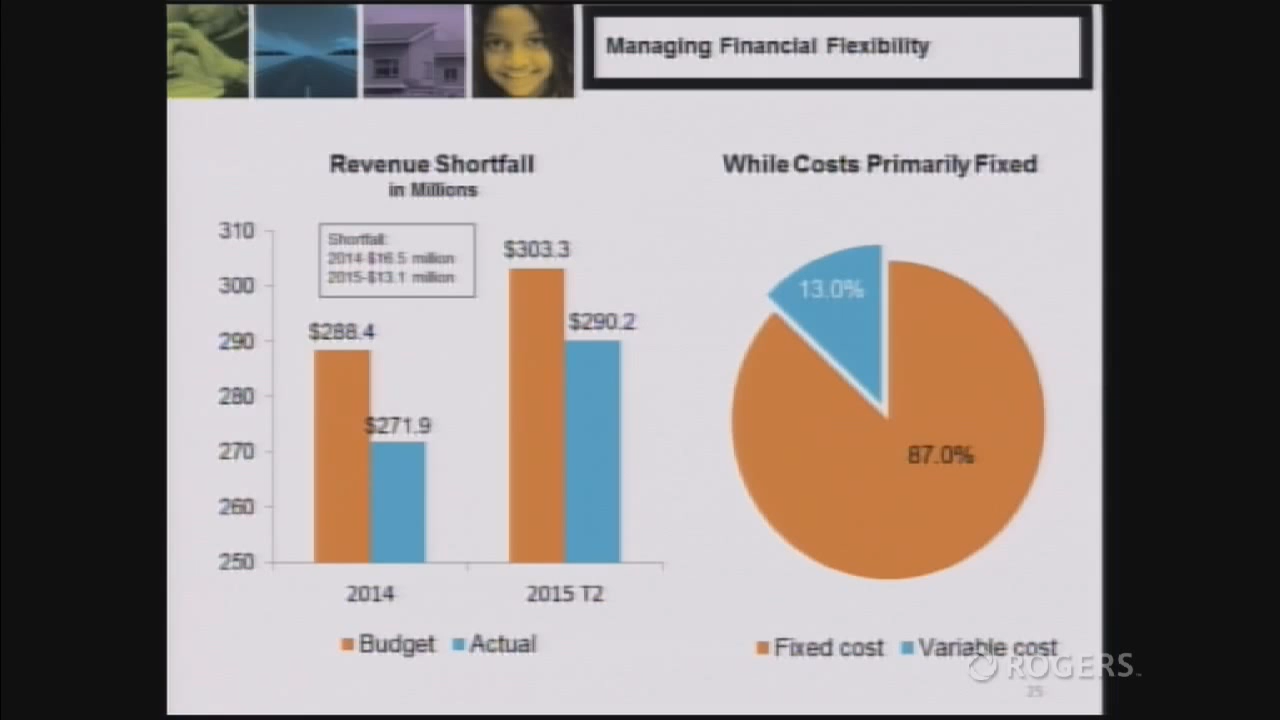 Managing Financial Flexibility
Revenue Shortfall
in Millions
310
300
290
280
270
260
250
Shortfall:
2014-$16.5 million
2015-$13.1 million
$288.4
$271.9
$303.3
$290.2
2014
2015 T2
Budget
Actual
While Costs Primarily Fixed
13.0%
87.0%
Fixed cost
Variable cost
ROGERS™
25